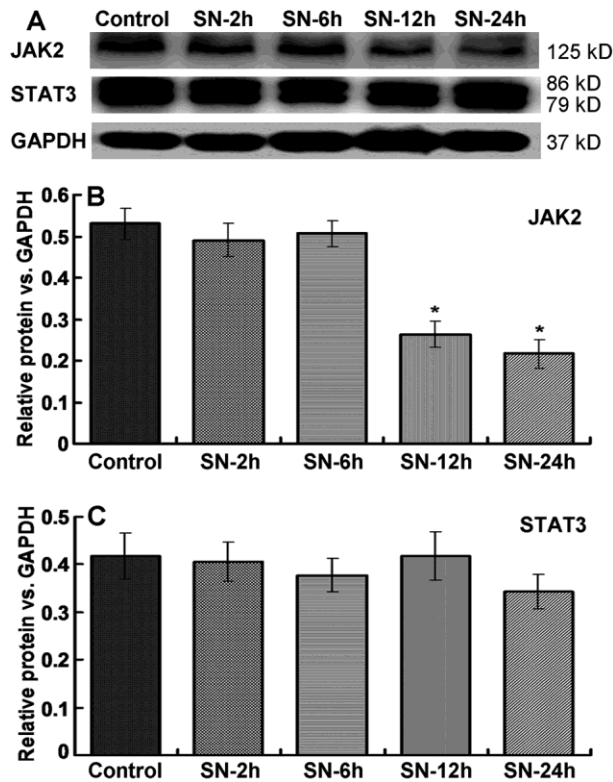 A
Control SN-2h SN-6h SN-12h SN-24h
JAK2 125 kD
STAT3 86 kD
79 kD
GAPDH 37 kD
B
JAK2
Relative protein vs. GAPDH
0.6
0.5
0.4
0.3
0.2
0.1
0
* *
Control SN-2h SN-6h SN-12h SN-24h
C
STAT3
Relative protein vs. GAPDH
0.5
0.4
0.3
0.2
0.1
0
Control SN-2h SN-6h SN-12h SN-24h